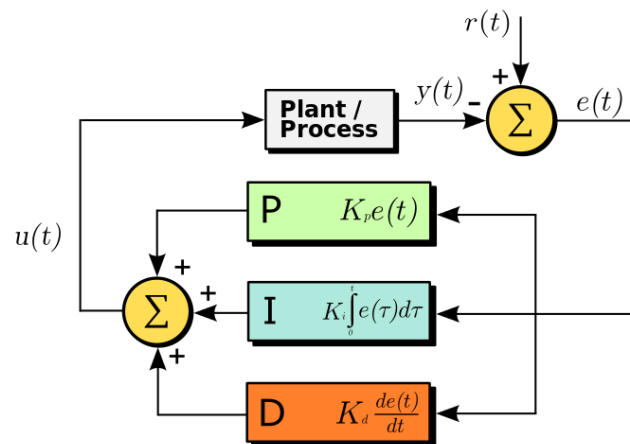 r(t)
+
y(t)
-
Σ
e(t)
Plant /
Process
P K_p e(t)
u(t)
+
Σ
+
I K_i ∫_0^t e(τ)dτ
+
D K_d de(t)/dt